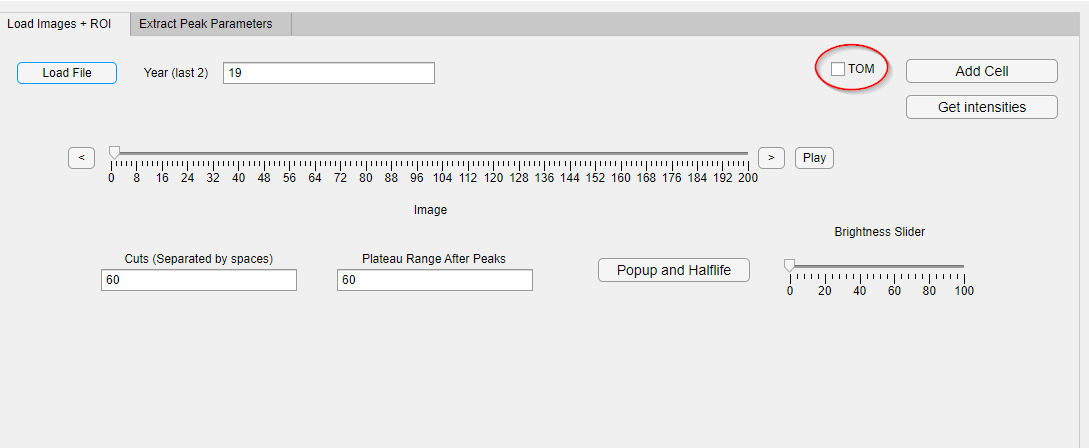 Load Images + ROI
Extract Peak Parameters
Load File
Year (last 2)
19
TOM
Add Cell
Get intensities
<
>
Play
0 8 16 24 32 40 48 56 64 72 80 88 96 104 112 120 128 136 144 152 160 168 176 184 192 200
Image
Brightness Slider
Cuts (Separated by spaces)
Plateau Range After Peaks
60
60
Popup and Halflife
0 20 40 60 80 100